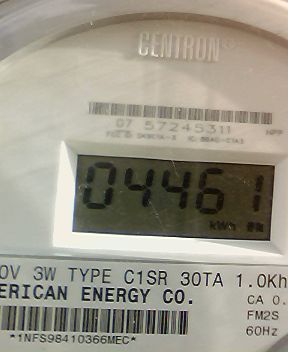 CENTRON®
07 57245311 NPP
04461
kWh
0V 3W TYPE C1SR 30TA 1.0Kh
ERICAN ENERGY CO. CA 0.
FM2S
60Hz
*1NFS98410366MEC*